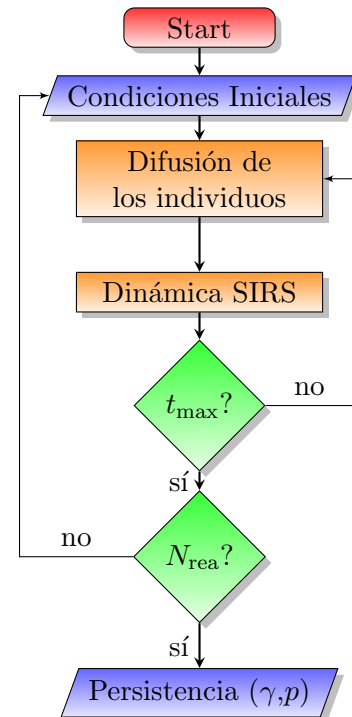 Start
Condiciones Iniciales
Difusión de
los individuos
Dinámica SIRS
t_max?
no
sí
N_rea?
no
sí
Persistencia (γ,p)